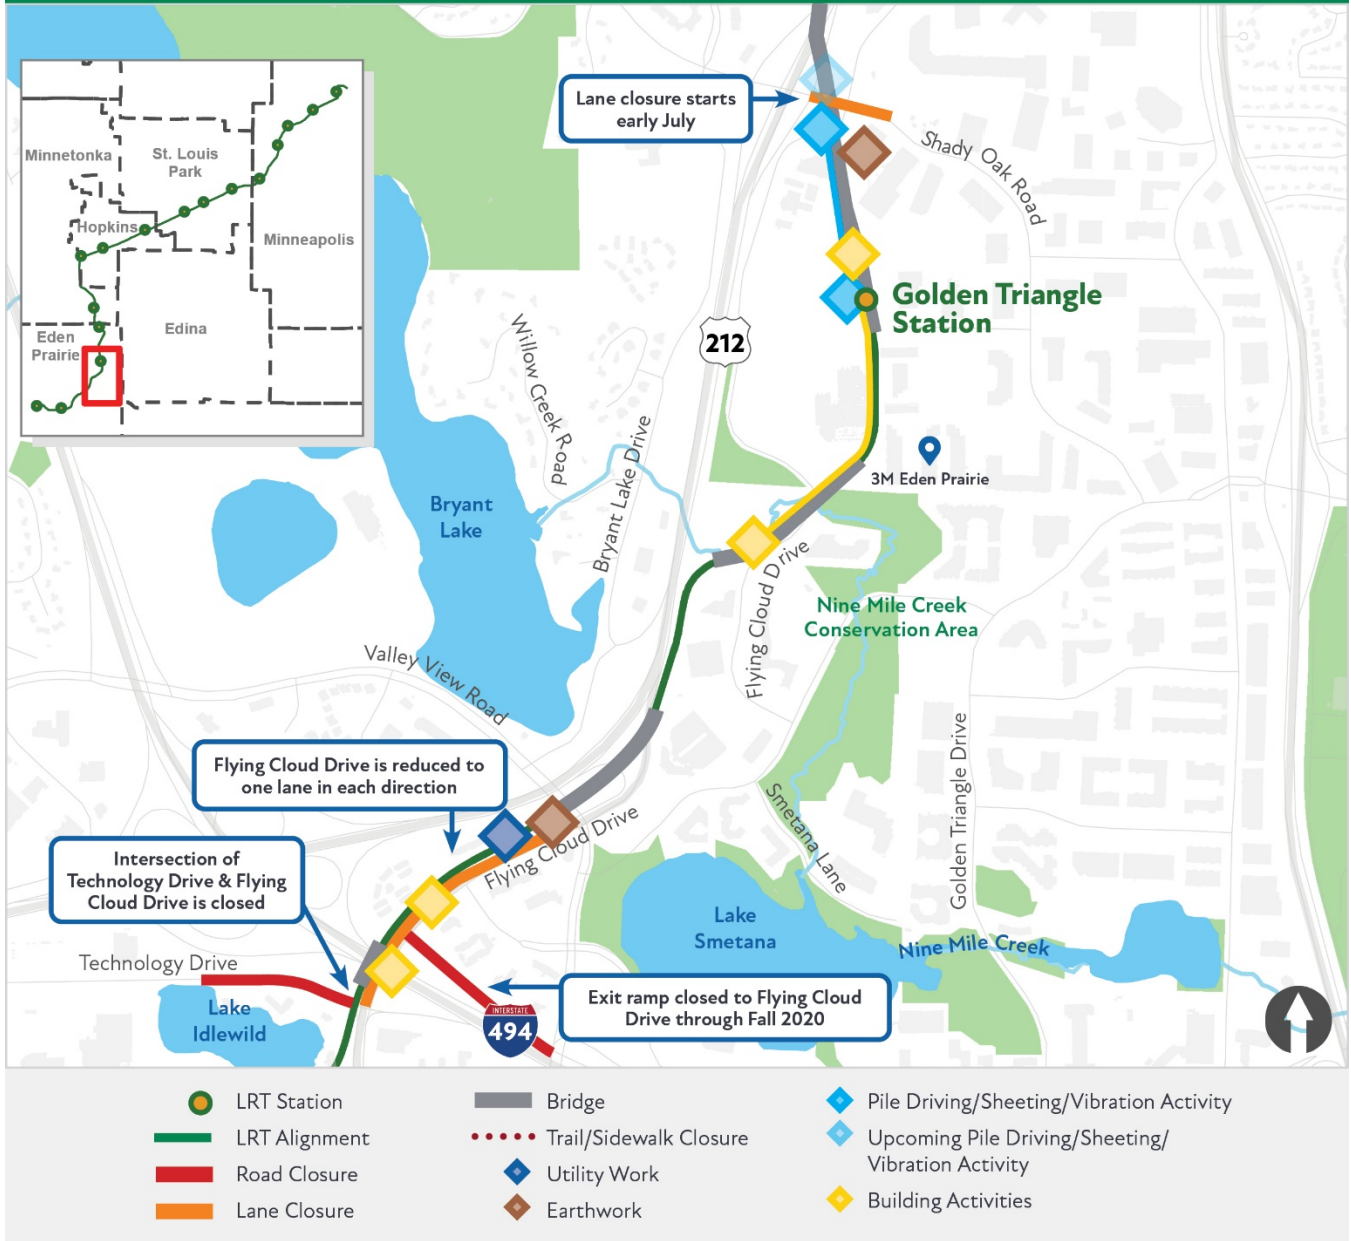 Lane closure starts
early July
Shady Oak Road
Minnetonka
St. Louis
Park
Hopkins
Minneapolis
Eden
Prairie
Edina
Golden Triangle
Station
212
Willow Creek Road
Bryant Lake Drive
3M Eden Prairie
Bryant
Lake
Flying Cloud Drive
Nine Mile Creek
Conservation Area
Valley View Road
Flying Cloud Drive is reduced to
one lane in each direction
Golden Triangle Drive
Smetana Lane
Flying Cloud Drive
Intersection of
Technology Drive & Flying
Cloud Drive is closed
Lake
Smetana
Nine Mile Creek
Technology Drive
Lake
Idlewild
INTERSTATE
494
Exit ramp closed to Flying Cloud
Drive through Fall 2020
LRT Station
LRT Alignment
Road Closure
Lane Closure
Bridge
Trail/Sidewalk Closure
Utility Work
Earthwork
Pile Driving/Sheeting/Vibration Activity
Upcoming Pile Driving/Sheeting/
Vibration Activity
Building Activities